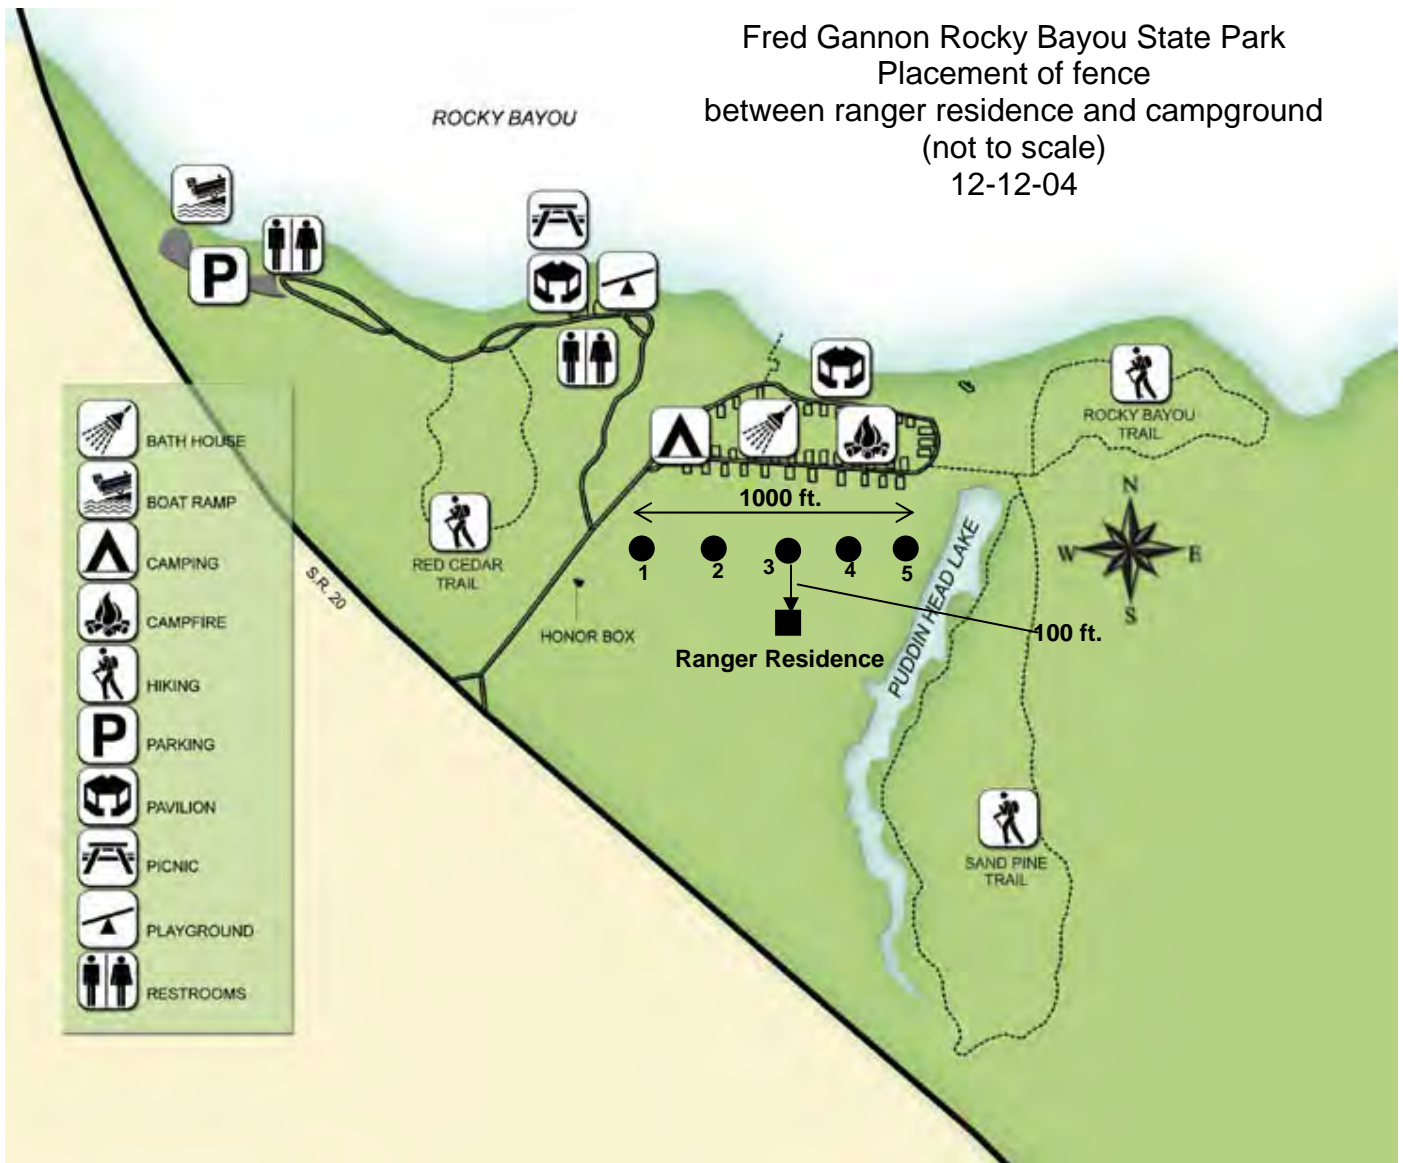 Fred Gannon Rocky Bayou State Park
Placement of fence
between ranger residence and campground
(not to scale)
12-12-04
ROCKY BAYOU
P
ROCKY BAYOU
TRAIL
BATH HOUSE
BOAT RAMP
CAMPING
CAMPFIRE
HIKING
P
PARKING
PAVILION
PICNIC
PLAYGROUND
RESTROOMS
S.R. 20
RED CEDAR
TRAIL
HONOR BOX
1000 ft.
1
2
3
4
5
Ranger Residence
100 ft.
PUDDIN HEAD LAKE
N
W
E
S
SAND PINE
TRAIL